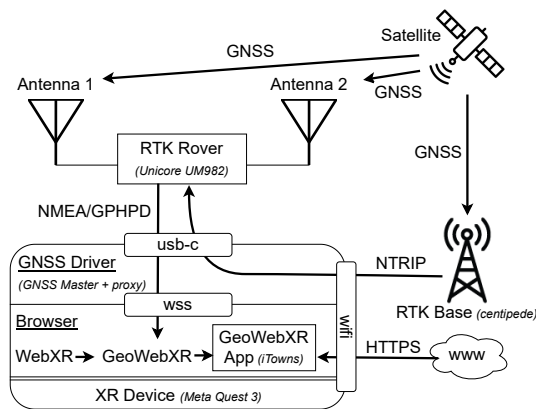 Satellite
GNSS
Antenna 1
Antenna 2
GNSS
RTK Rover
(Unicore UM982)
GNSS
NMEA/GPHPD
usb-c
GNSS Driver
(GNSS Master + proxy)
NTRIP
wss
wifi
RTK Base (centipede)
Browser
WebXR
GeoWebXR
GeoWebXR
App (iTowns)
HTTPS
www
XR Device (Meta Quest 3)